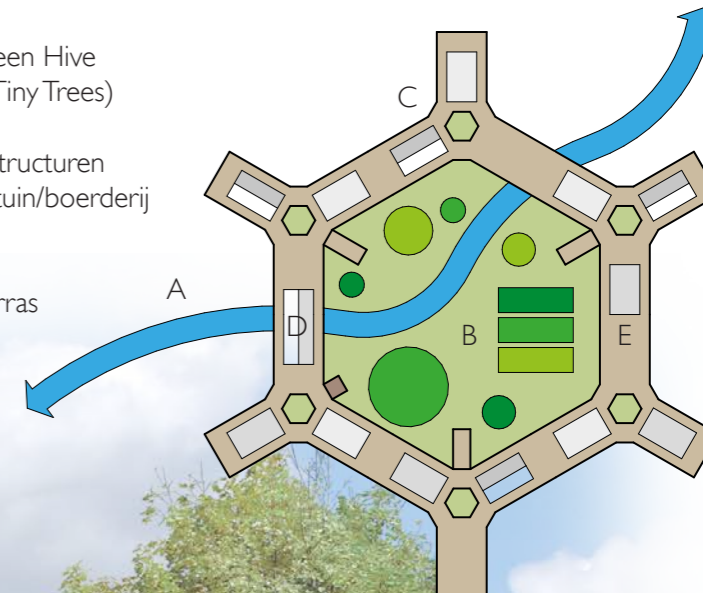 een Hive
Tiny Trees)
tructuren
tuin/boerderij
rras
A
B
C
D
E